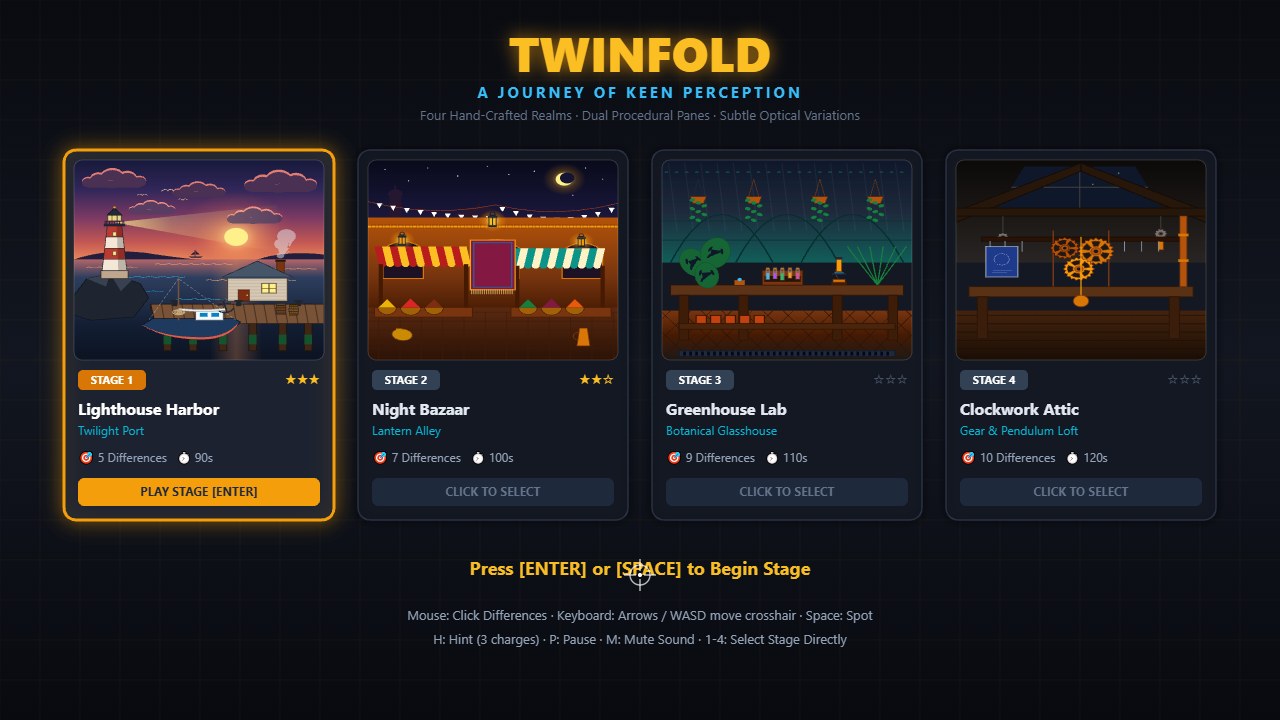 TWINFOLD
A JOURNEY OF KEEN PERCEPTION
Four Hand-Crafted Realms · Dual Procedural Panes · Subtle Optical Variations
STAGE 1
Lighthouse Harbor
Twilight Port
5 Differences 90s
PLAY STAGE [ENTER]
STAGE 2
Night Bazaar
Lantern Alley
7 Differences 100s
CLICK TO SELECT
STAGE 3
Greenhouse Lab
Botanical Glasshouse
9 Differences 110s
CLICK TO SELECT
STAGE 4
Clockwork Attic
Gear & Pendulum Loft
10 Differences 120s
CLICK TO SELECT
Press [ENTER] or [SPACE] to Begin Stage
Mouse: Click Differences · Keyboard: Arrows / WASD move crosshair · Space: Spot
H: Hint (3 charges) · P: Pause · M: Mute Sound · 1-4: Select Stage Directly